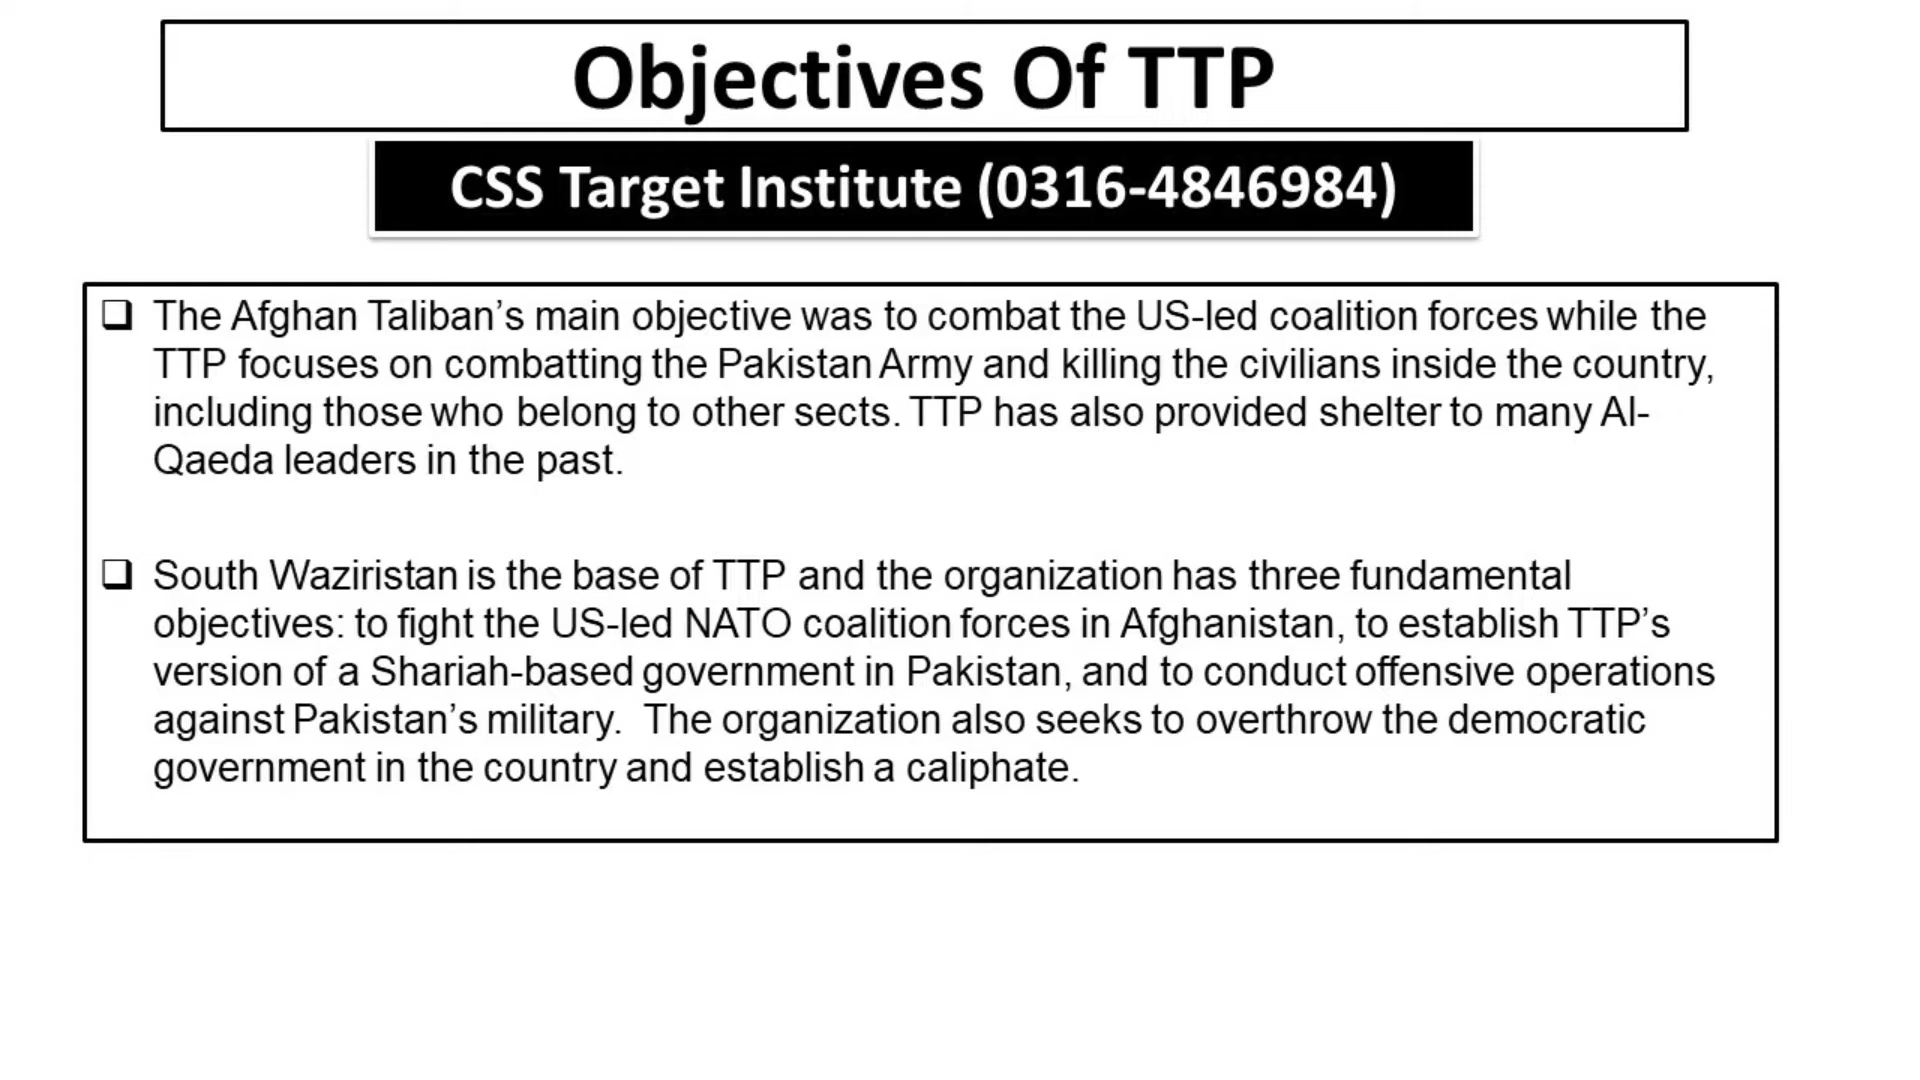 Objectives Of TTP
CSS Target Institute (0316-4846984)
The Afghan Taliban’s main objective was to combat the US-led coalition forces while the
TTP focuses on combatting the Pakistan Army and killing the civilians inside the country,
including those who belong to other sects. TTP has also provided shelter to many Al-
Qaeda leaders in the past.
South Waziristan is the base of TTP and the organization has three fundamental
objectives: to fight the US-led NATO coalition forces in Afghanistan, to establish TTP’s
version of a Shariah-based government in Pakistan, and to conduct offensive operations
against Pakistan’s military.  The organization also seeks to overthrow the democratic
government in the country and establish a caliphate.